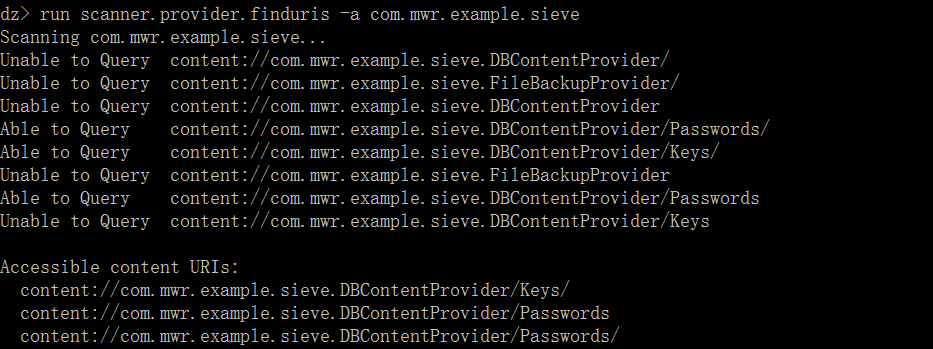 dz> run scanner.provider.finduris -a com.mwr.example.sieve
Scanning com.mwr.example.sieve...
Unable to Query  content://com.mwr.example.sieve.DBContentProvider/
Unable to Query  content://com.mwr.example.sieve.FileBackupProvider/
Unable to Query  content://com.mwr.example.sieve.DBContentProvider
Able to Query    content://com.mwr.example.sieve.DBContentProvider/Passwords/
Able to Query    content://com.mwr.example.sieve.DBContentProvider/Keys/
Unable to Query  content://com.mwr.example.sieve.FileBackupProvider
Able to Query    content://com.mwr.example.sieve.DBContentProvider/Passwords
Unable to Query  content://com.mwr.example.sieve.DBContentProvider/Keys
Accessible content URIs:
  content://com.mwr.example.sieve.DBContentProvider/Keys/
  content://com.mwr.example.sieve.DBContentProvider/Passwords
  content://com.mwr.example.sieve.DBContentProvider/Passwords/